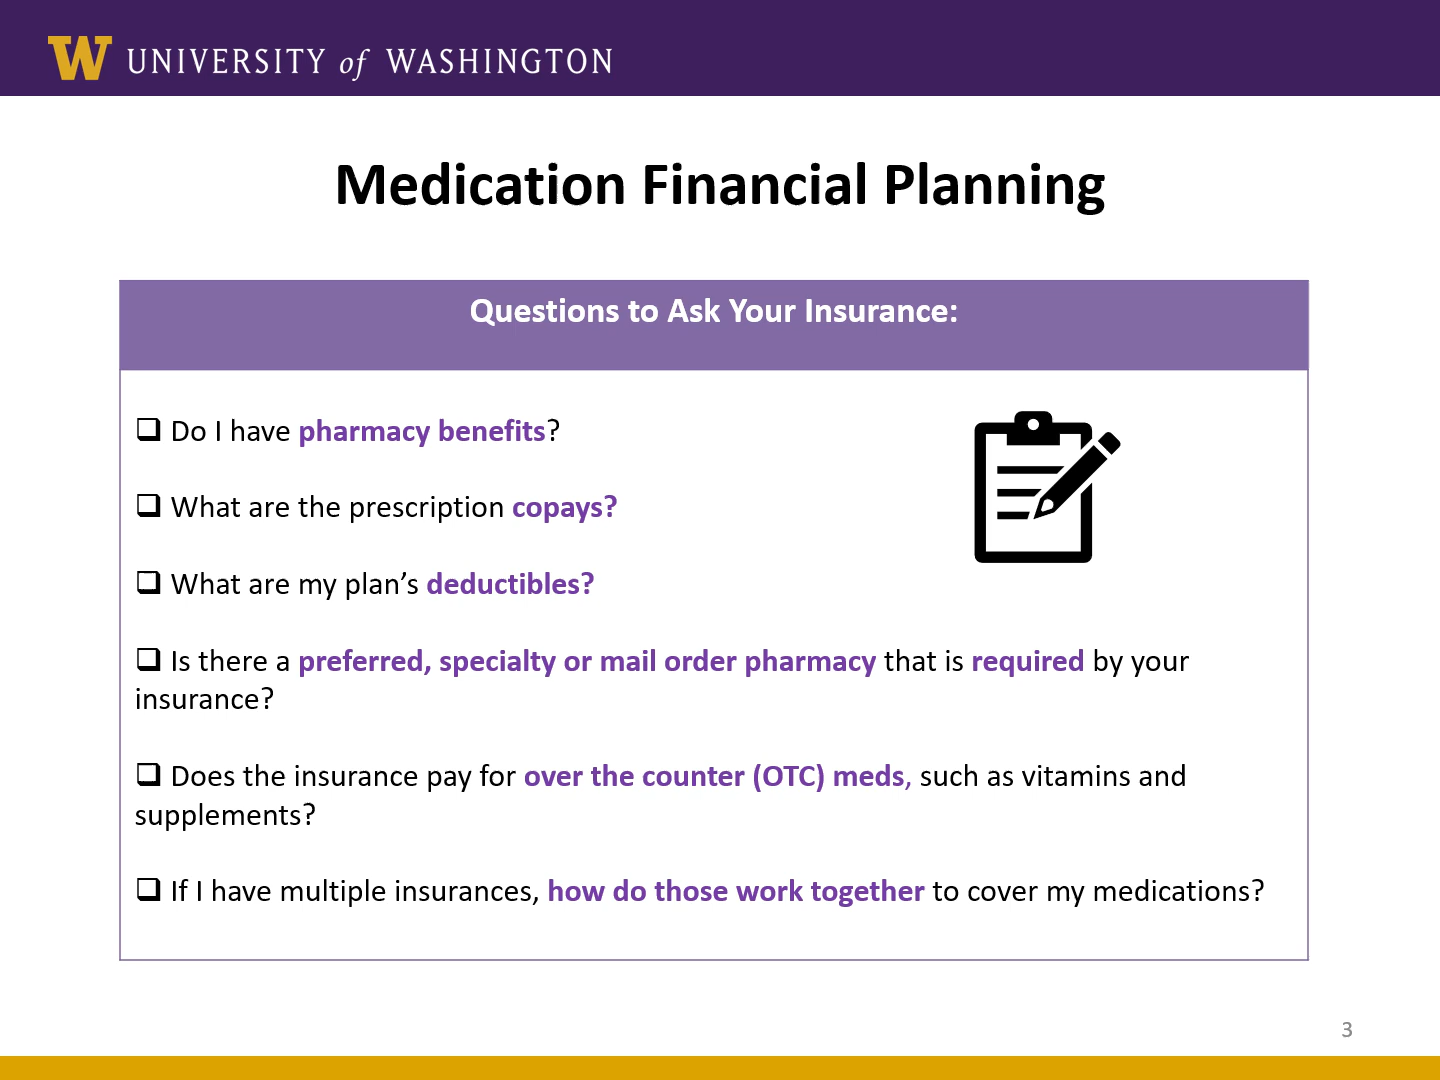 W UNIVERSITY of WASHINGTON
Medication Financial Planning
Questions to Ask Your Insurance:
❑ Do I have pharmacy benefits?
❑ What are the prescription copays?
❑ What are my plan’s deductibles?
❑ Is there a preferred, specialty or mail order pharmacy that is required by your
insurance?
❑ Does the insurance pay for over the counter (OTC) meds, such as vitamins and
supplements?
❑ If I have multiple insurances, how do those work together to cover my medications?
3